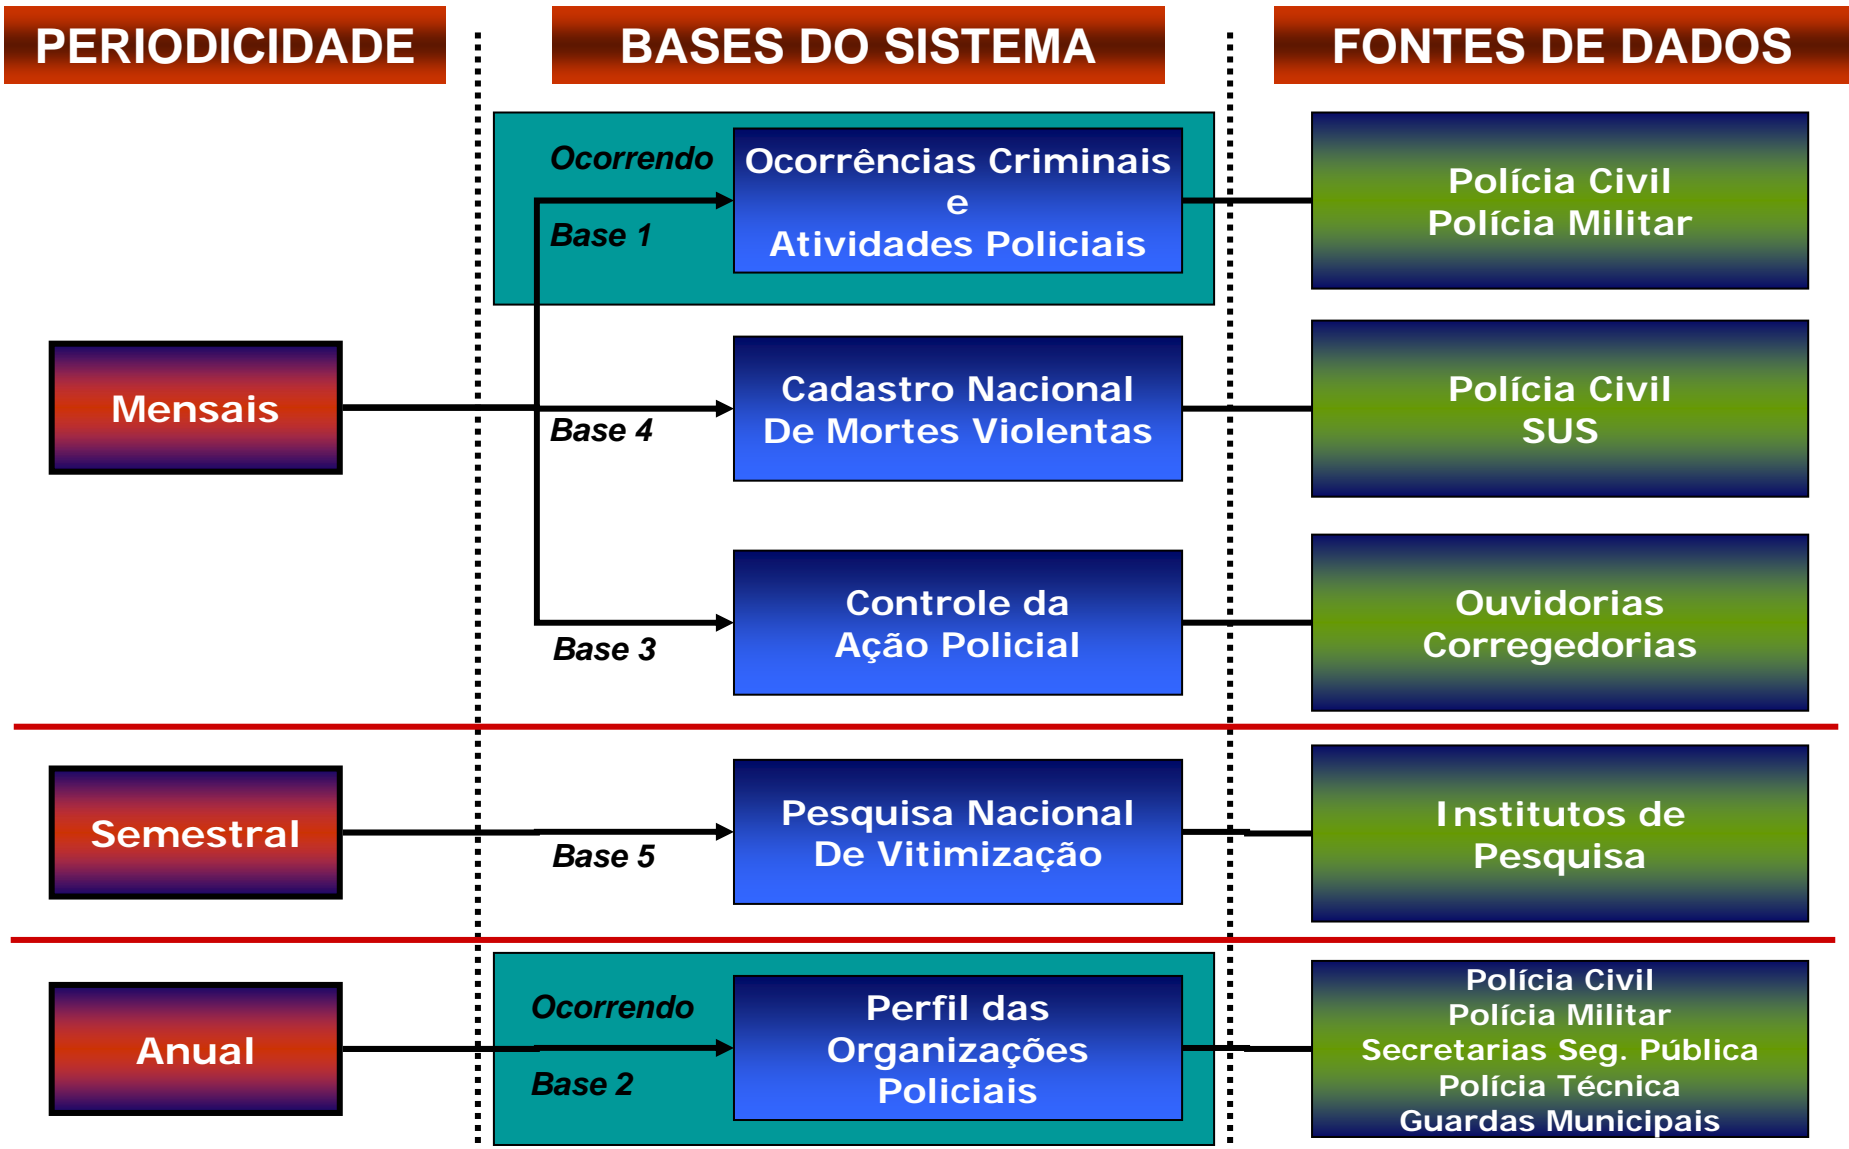 PERIODICIDADE
BASES DO SISTEMA
FONTES DE DADOS
Mensais
Ocorrendo
Base 1
Ocorrências Criminais
e
Atividades Policiais
Polícia Civil
Polícia Militar
Base 4
Cadastro Nacional
De Mortes Violentas
Polícia Civil
SUS
Base 3
Controle da
Ação Policial
Ouvidorias
Corregedorias
Semestral
Base 5
Pesquisa Nacional
De Vitimização
Institutos de
Pesquisa
Anual
Ocorrendo
Base 2
Perfil das
Organizações
Policiais
Polícia Civil
Polícia Militar
Secretarias Seg. Pública
Polícia Técnica
Guardas Municipais